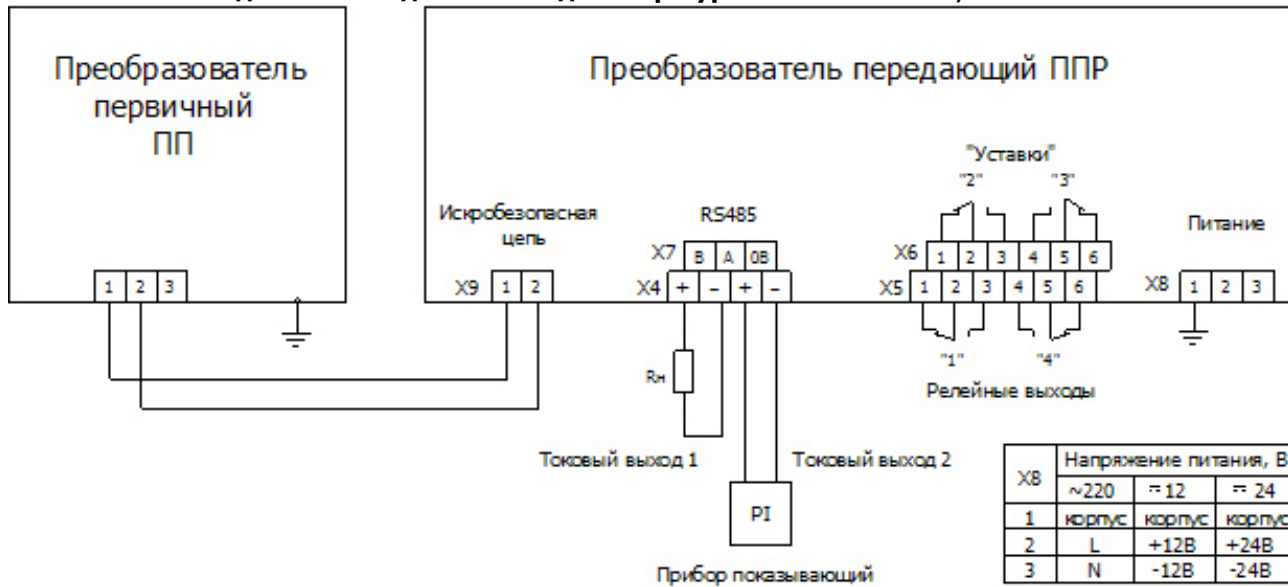 Преобразователь
первичный
ПП
Преобразователь передающий ППР
"Уставки"
"2" "3"
Искробезопасная
цепь
RS485
Питание
X7 B A 0B
X6 1 2 3 4 5 6
1 2 3
X9 1 2
X4 + - + -
X5 1 2 3 4 5 6
X8 1 2 3
"1" "4"
Rн
Релейные выходы
Токовый выход 1
Токовый выход 2
PI
Прибор показывающий
X8 Напряжение питания, В
~220 ⎓12 ⎓ 24
1 корпус корпус корпус
2 L +12В +24В
3 N -12В -24В